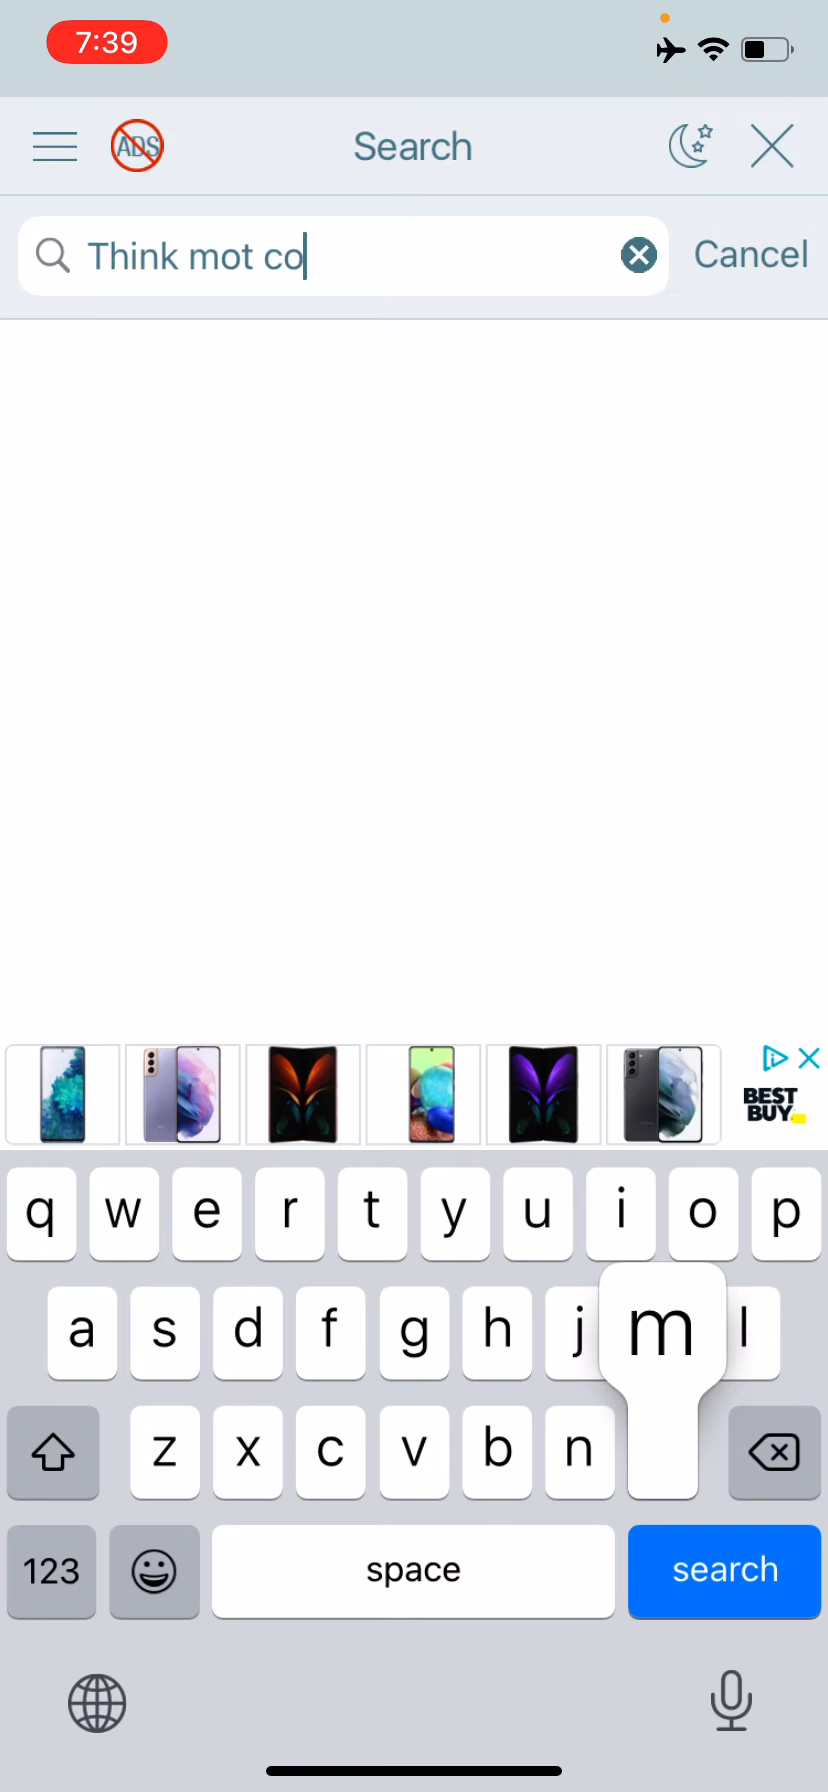 7:39
ADS
Search
Think mot co
Cancel
BEST
BUY
q w e r t y u i o p
a s d f g h j m l
z x c v b n
123
space
search